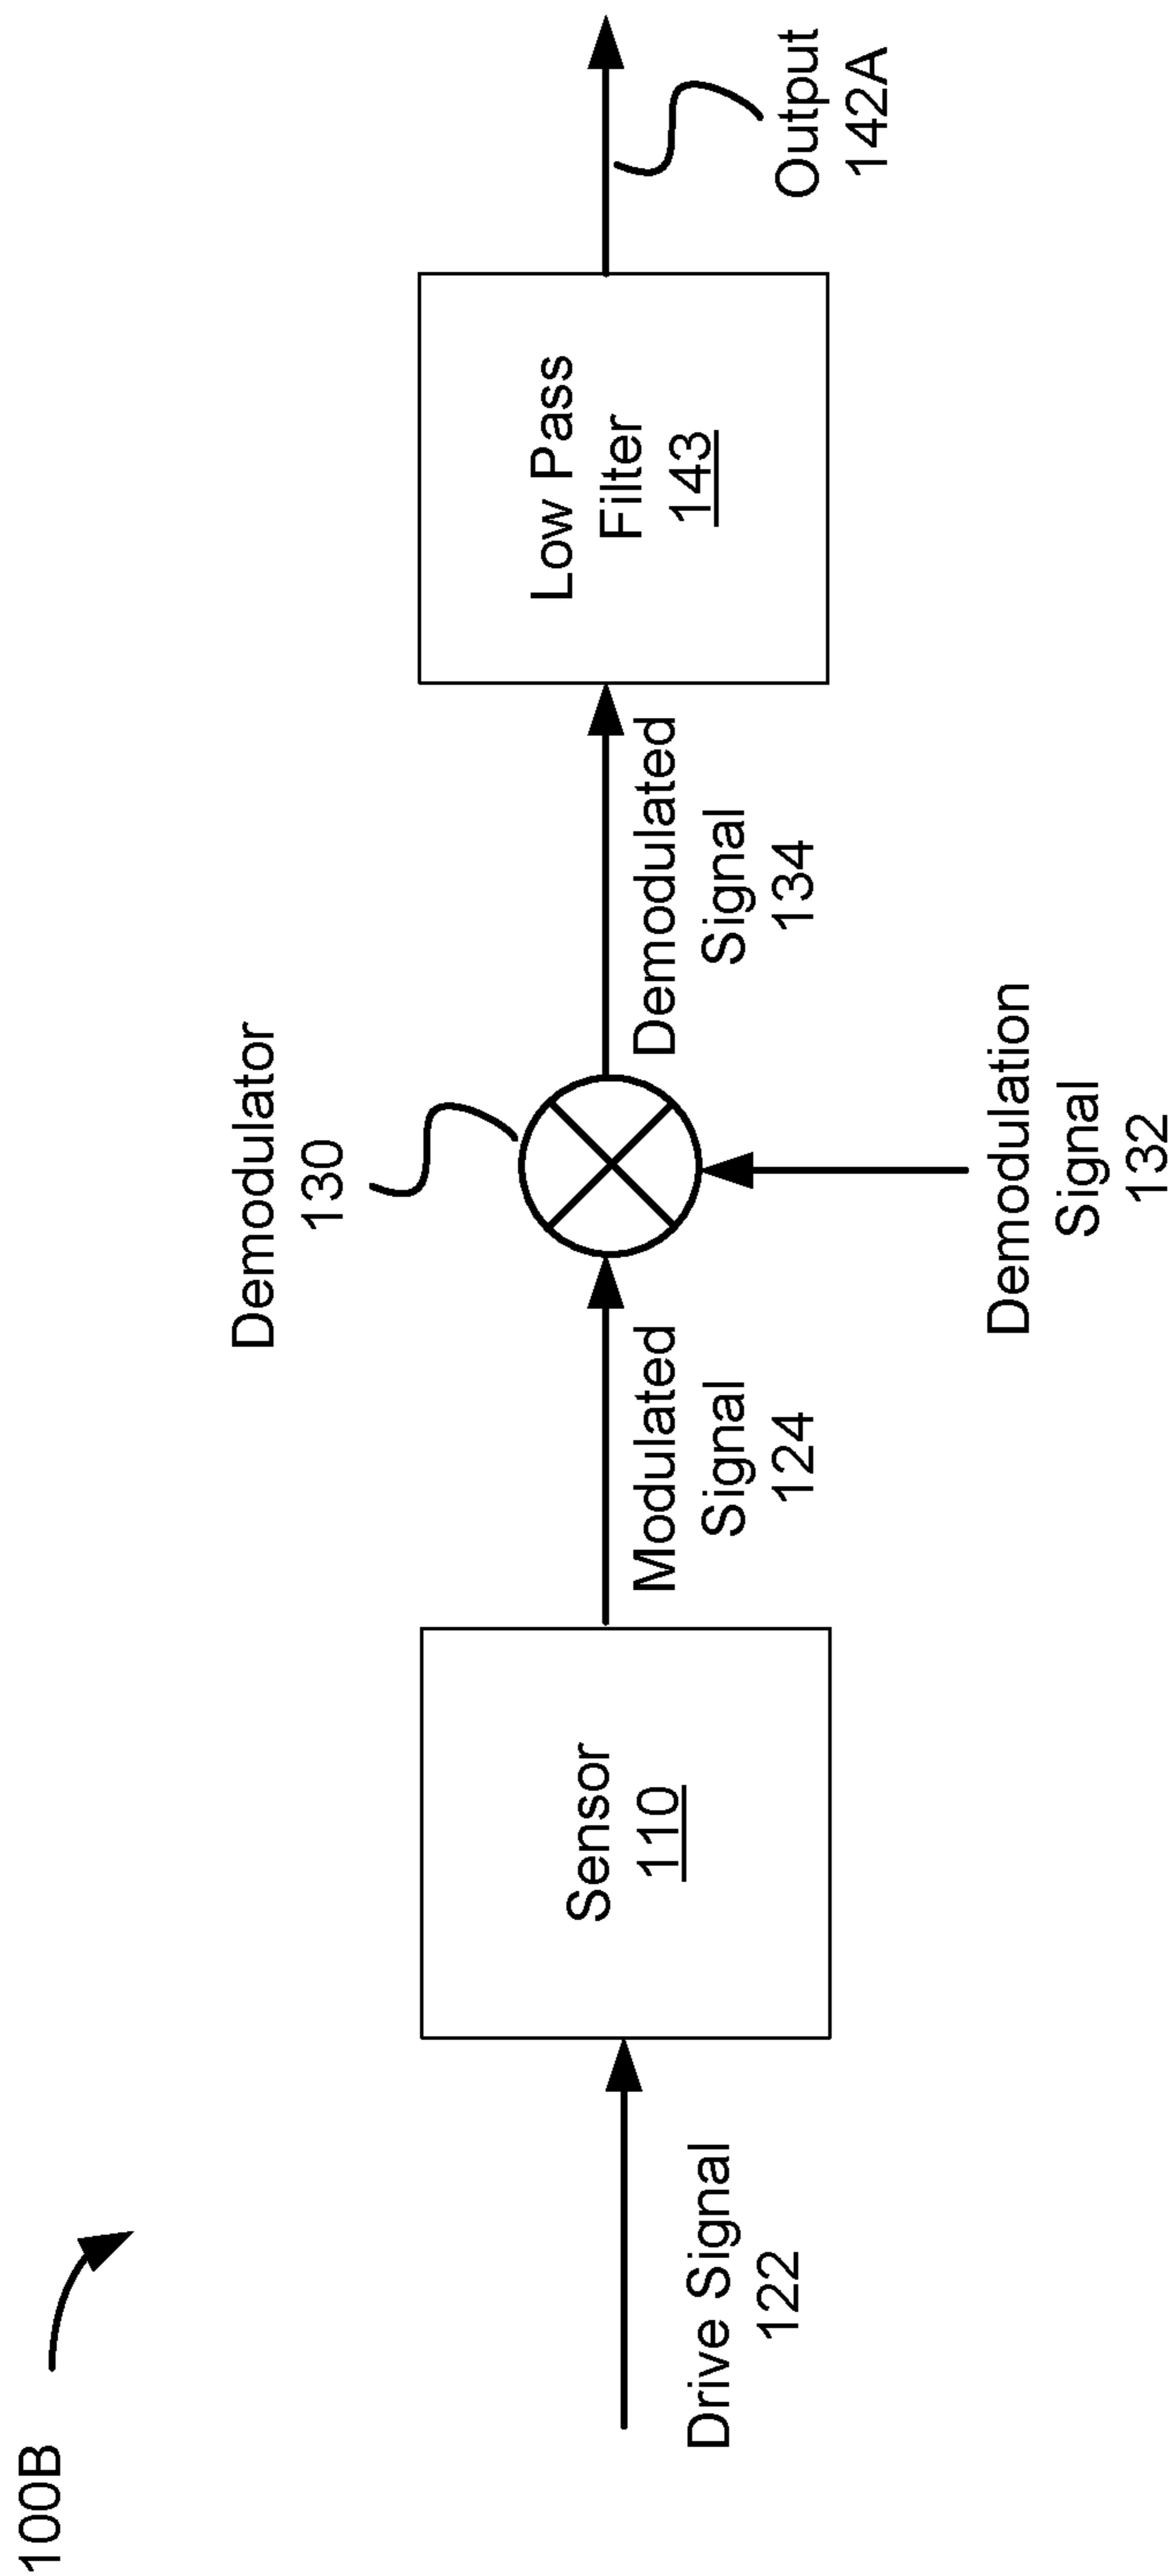 100B
Drive Signal
122
Sensor
110
Modulated
Signal
124
Demodulator
130
Demodulation
Signal
132
Demodulated
Signal
134
Low Pass
Filter
143
Output
142A